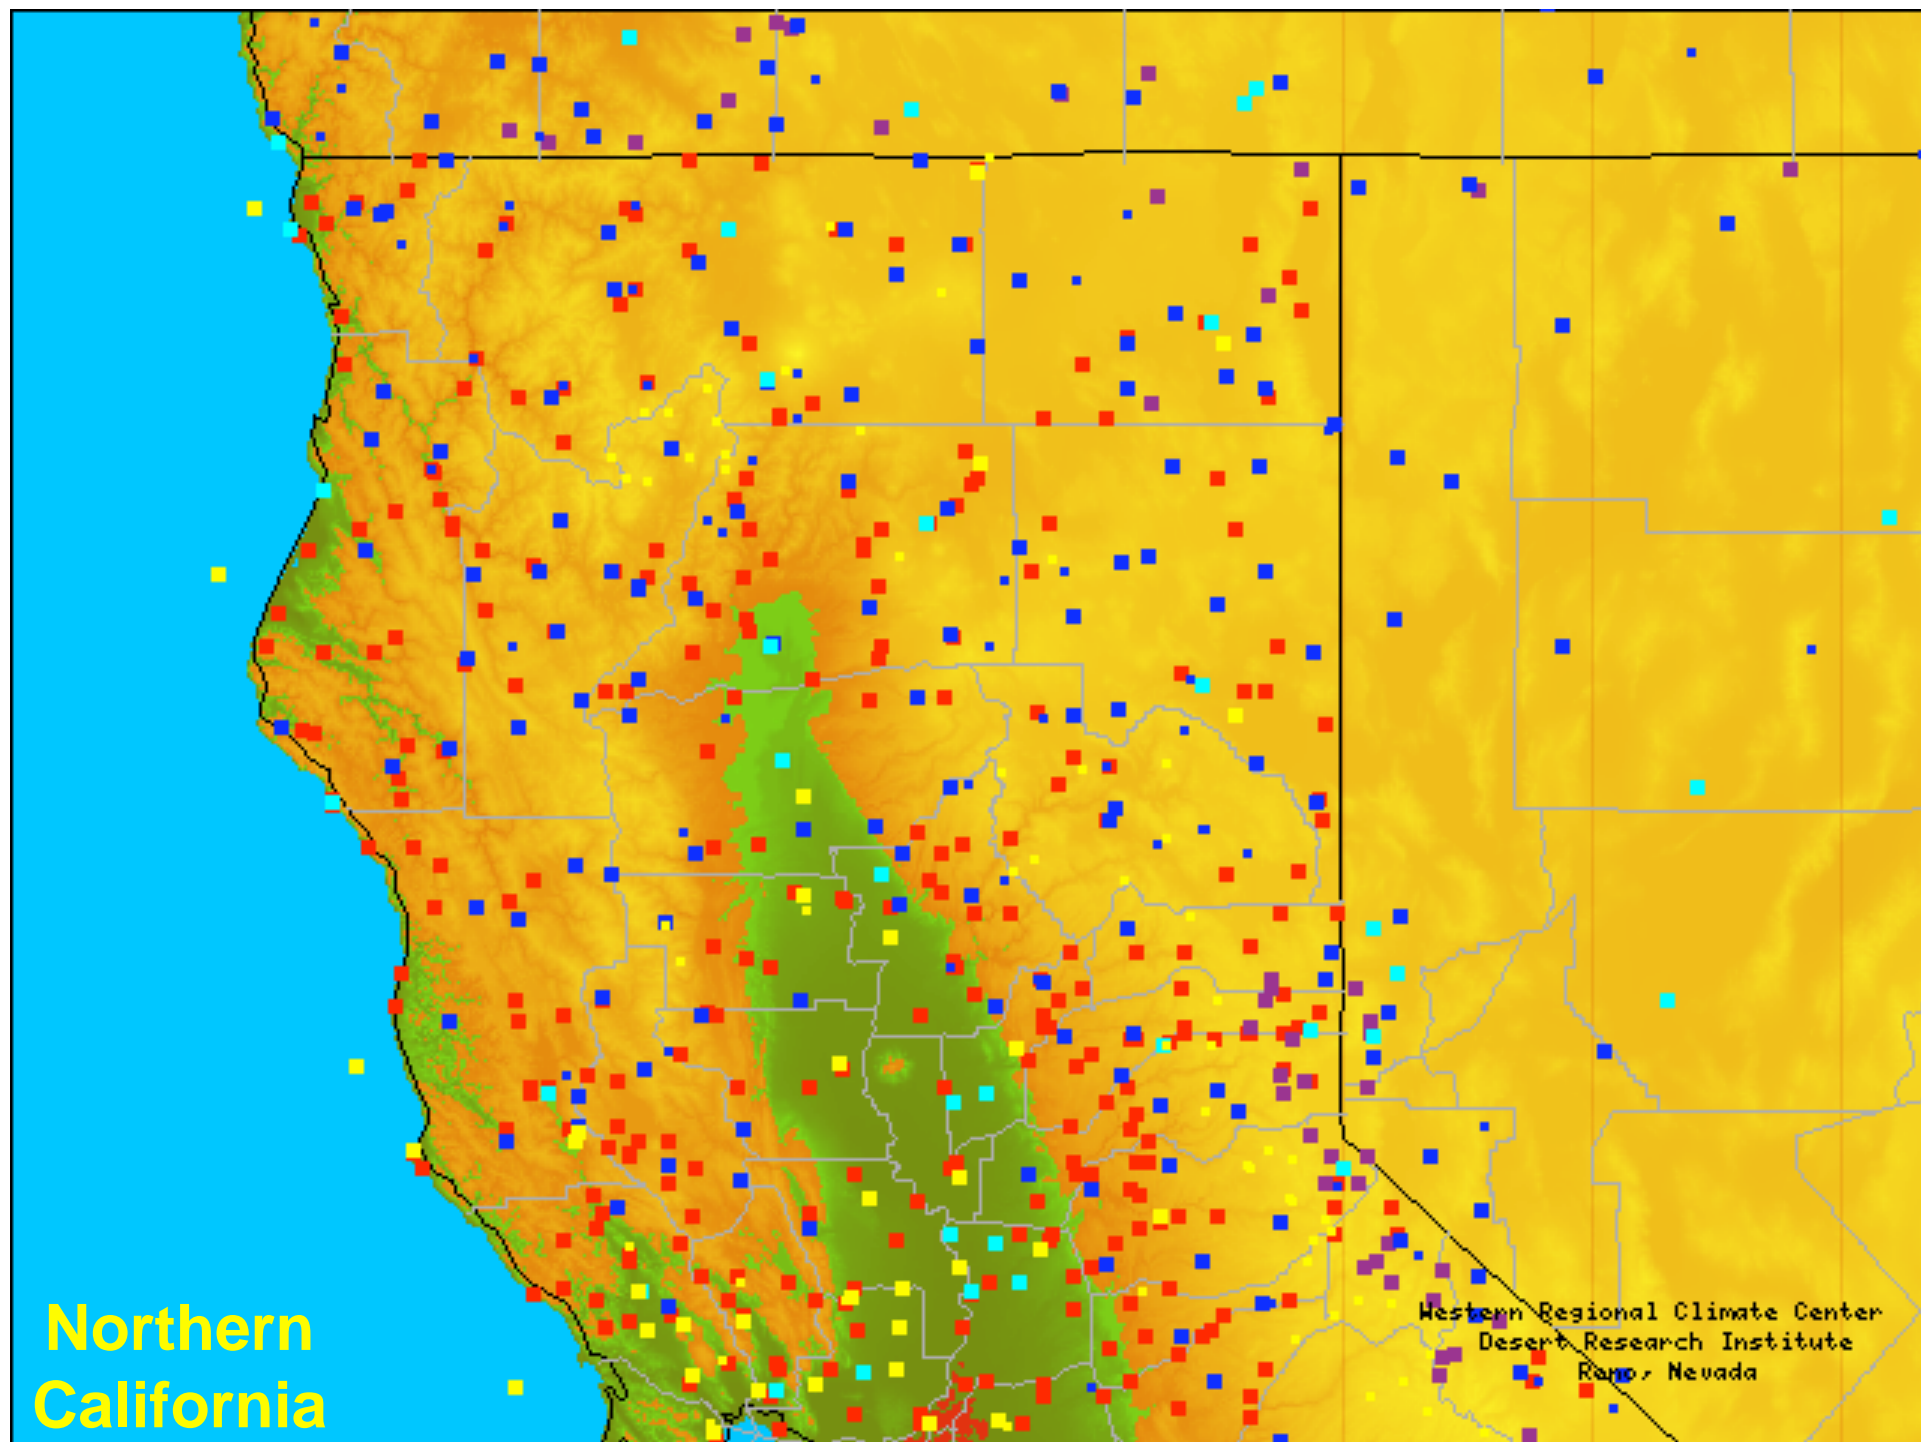 Northern
California
Western Regional Climate Center
Desert Research Institute
Reno, Nevada